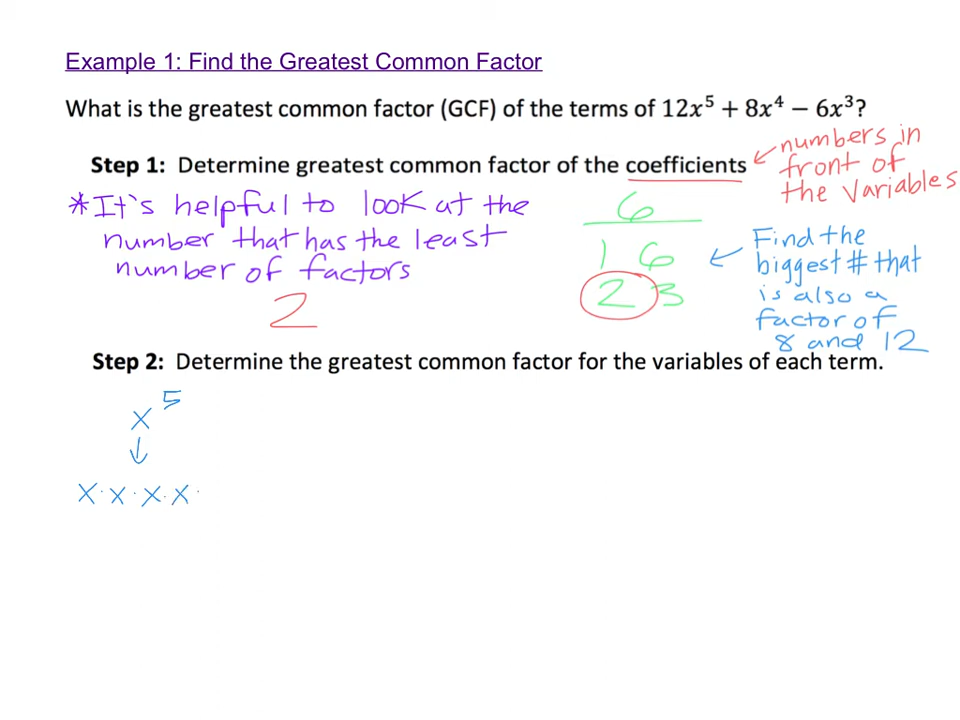 Example 1: Find the Greatest Common Factor
What is the greatest common factor (GCF) of the terms of 12x⁵ + 8x⁴ − 6x³?
Step 1: Determine greatest common factor of the coefficients
numbers in
front of
the variables
*It's helpful to look at the
number that has the least
number of factors
2
6
1 6
2 3
Find the
biggest # that
is also a
factor of
8 and 12
Step 2: Determine the greatest common factor for the variables of each term.
x⁵
↓
x · x · x · x ·